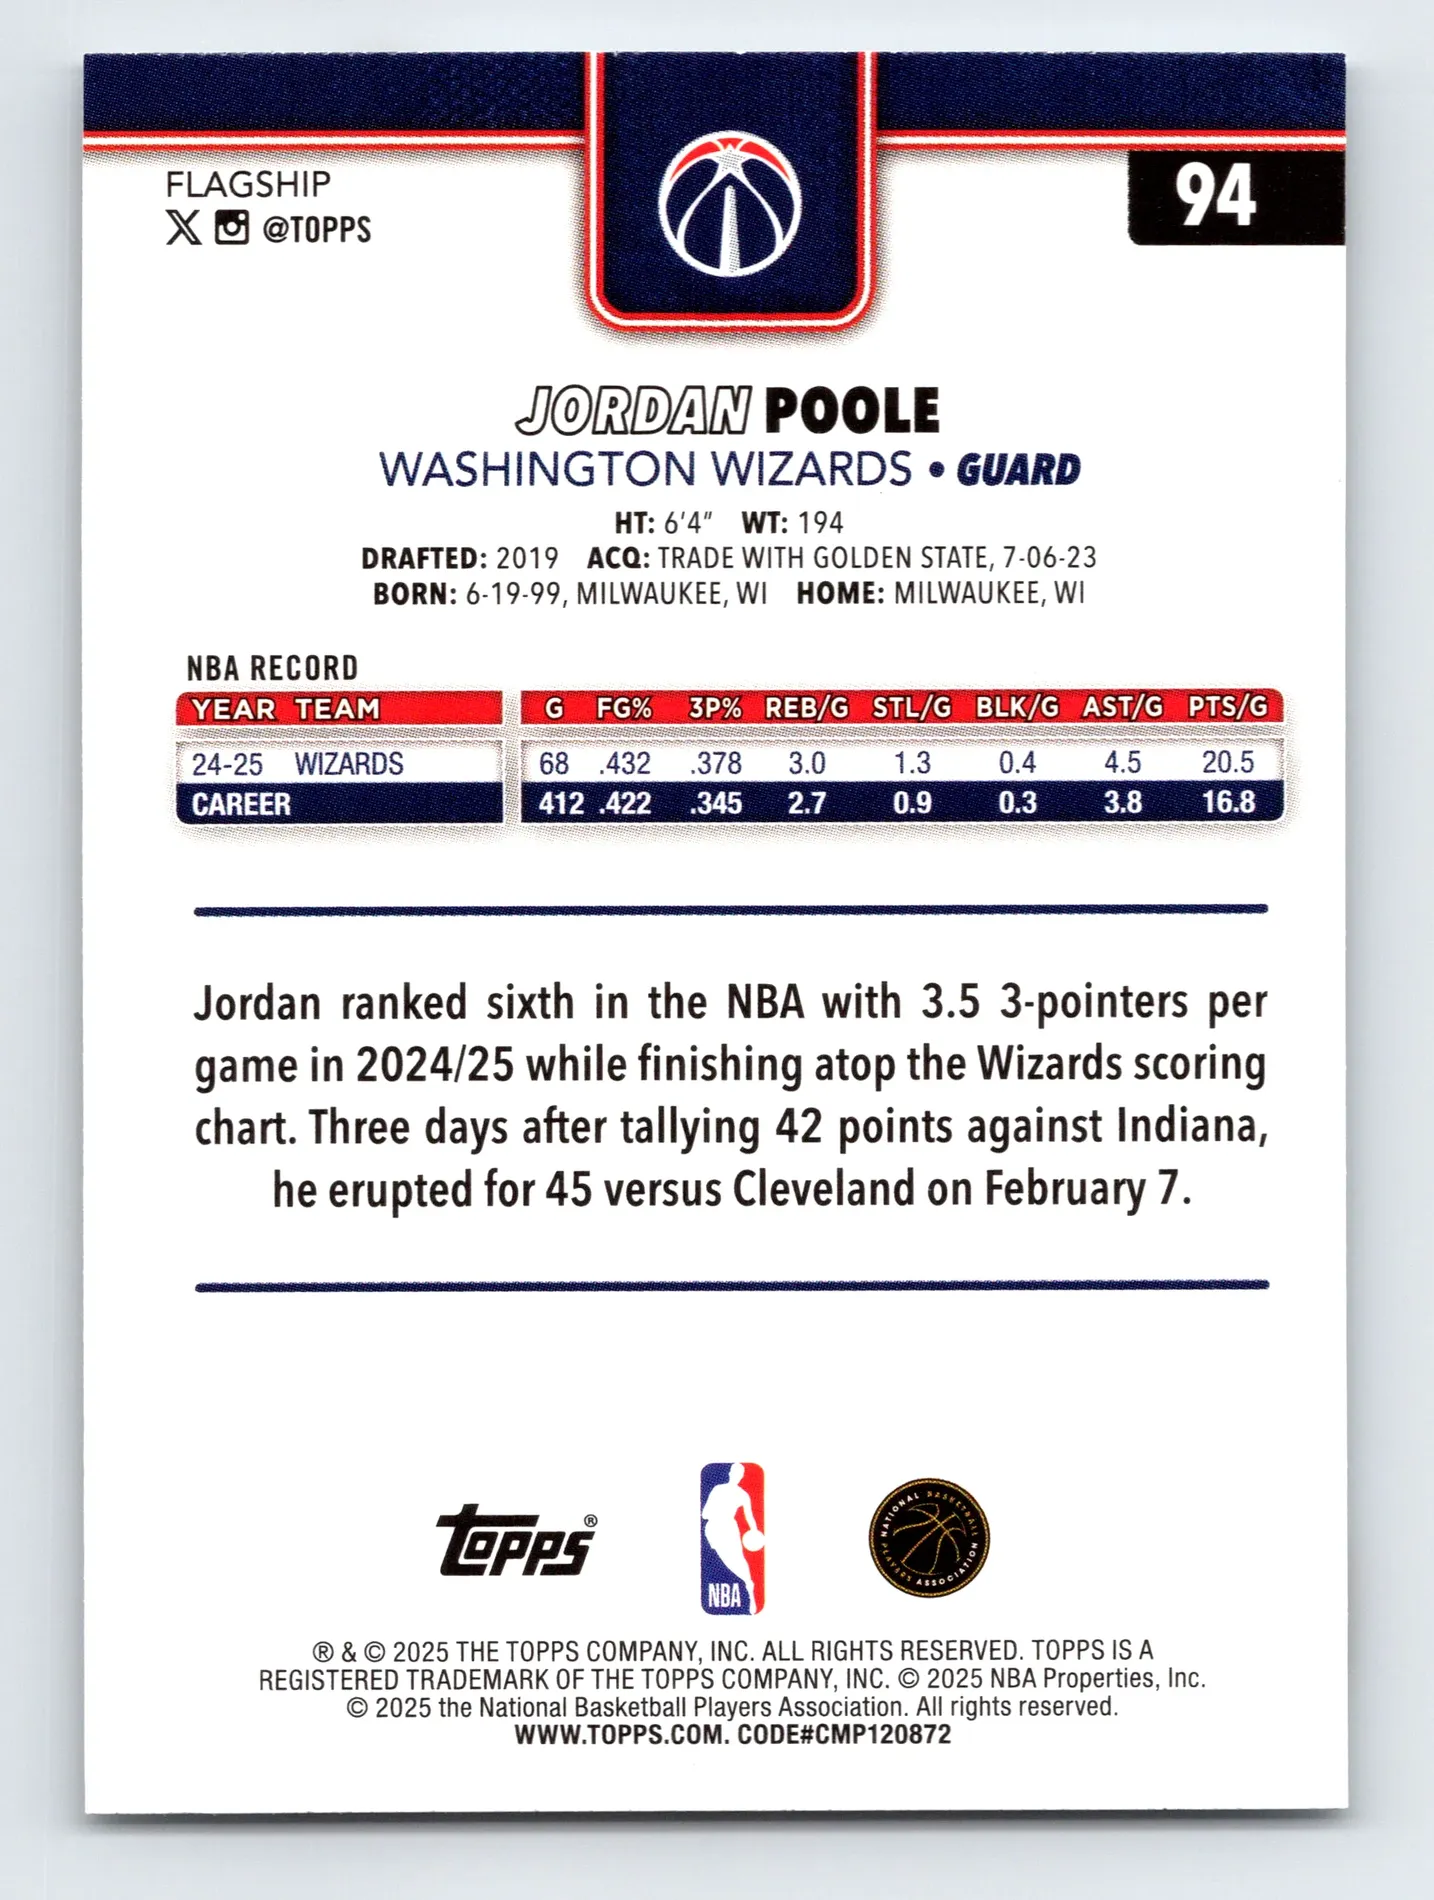 FLAGSHIP
94
@TOPPS
JORDAN POOLE
WASHINGTON WIZARDS • GUARD
HT: 6'4" WT: 194
DRAFTED: 2019 ACQ: TRADE WITH GOLDEN STATE, 7-06-23
BORN: 6-19-99, MILWAUKEE, WI HOME: MILWAUKEE, WI
NBA RECORD
YEAR TEAM G FG% 3P% REB/G STL/G BLK/G AST/G PTS/G
24-25 WIZARDS 68 .432 .378 3.0 1.3 0.4 4.5 20.5
CAREER 412 .422 .345 2.7 0.9 0.3 3.8 16.8
Jordan ranked sixth in the NBA with 3.5 3-pointers per
game in 2024/25 while finishing atop the Wizards scoring
chart. Three days after tallying 42 points against Indiana,
he erupted for 45 versus Cleveland on February 7.
TOPPS®
NBA
NATIONAL BASKETBALL PLAYERS ASSOCIATION
® & © 2025 THE TOPPS COMPANY, INC. ALL RIGHTS RESERVED. TOPPS IS A
REGISTERED TRADEMARK OF THE TOPPS COMPANY, INC. © 2025 NBA Properties, Inc.
© 2025 the National Basketball Players Association. All rights reserved.
WWW.TOPPS.COM. CODE#CMP120872